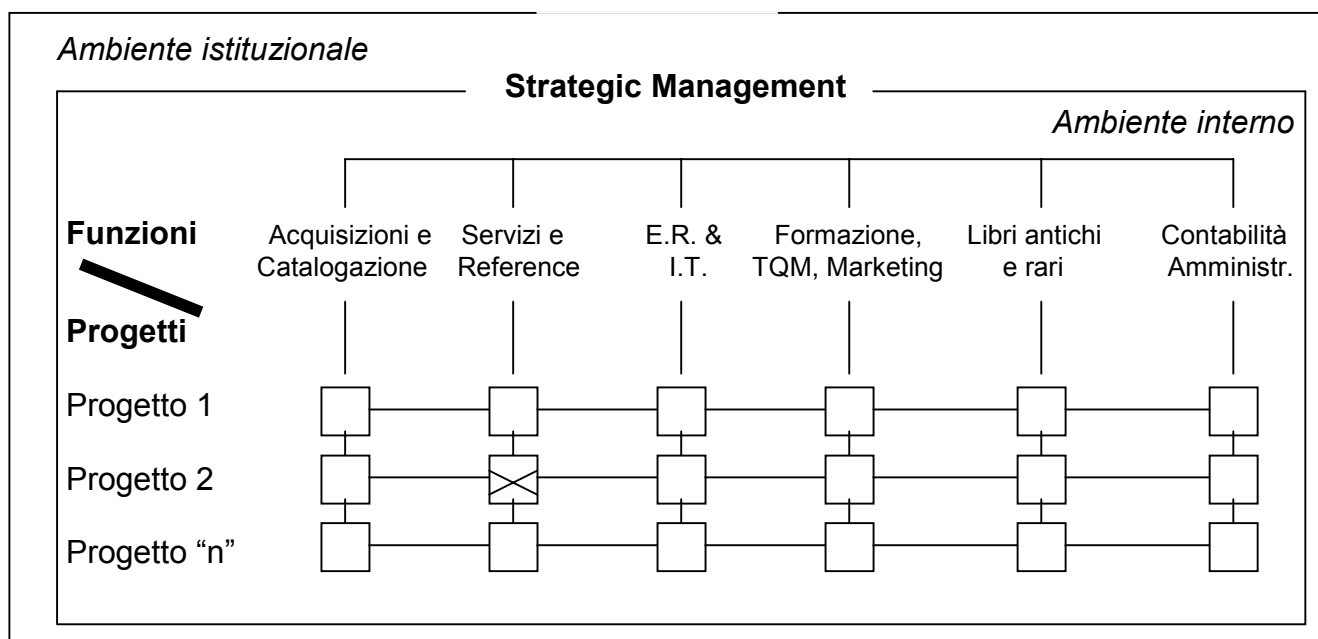 Ambiente istituzionale
Strategic Management
Ambiente interno
Funzioni
Acquisizioni e
Catalogazione
Servizi e
Reference
E.R. &
I.T.
Formazione,
TQM, Marketing
Libri antichi
e rari
Contabilità
Amministr.
Progetti
Progetto 1
Progetto 2
Progetto “n”